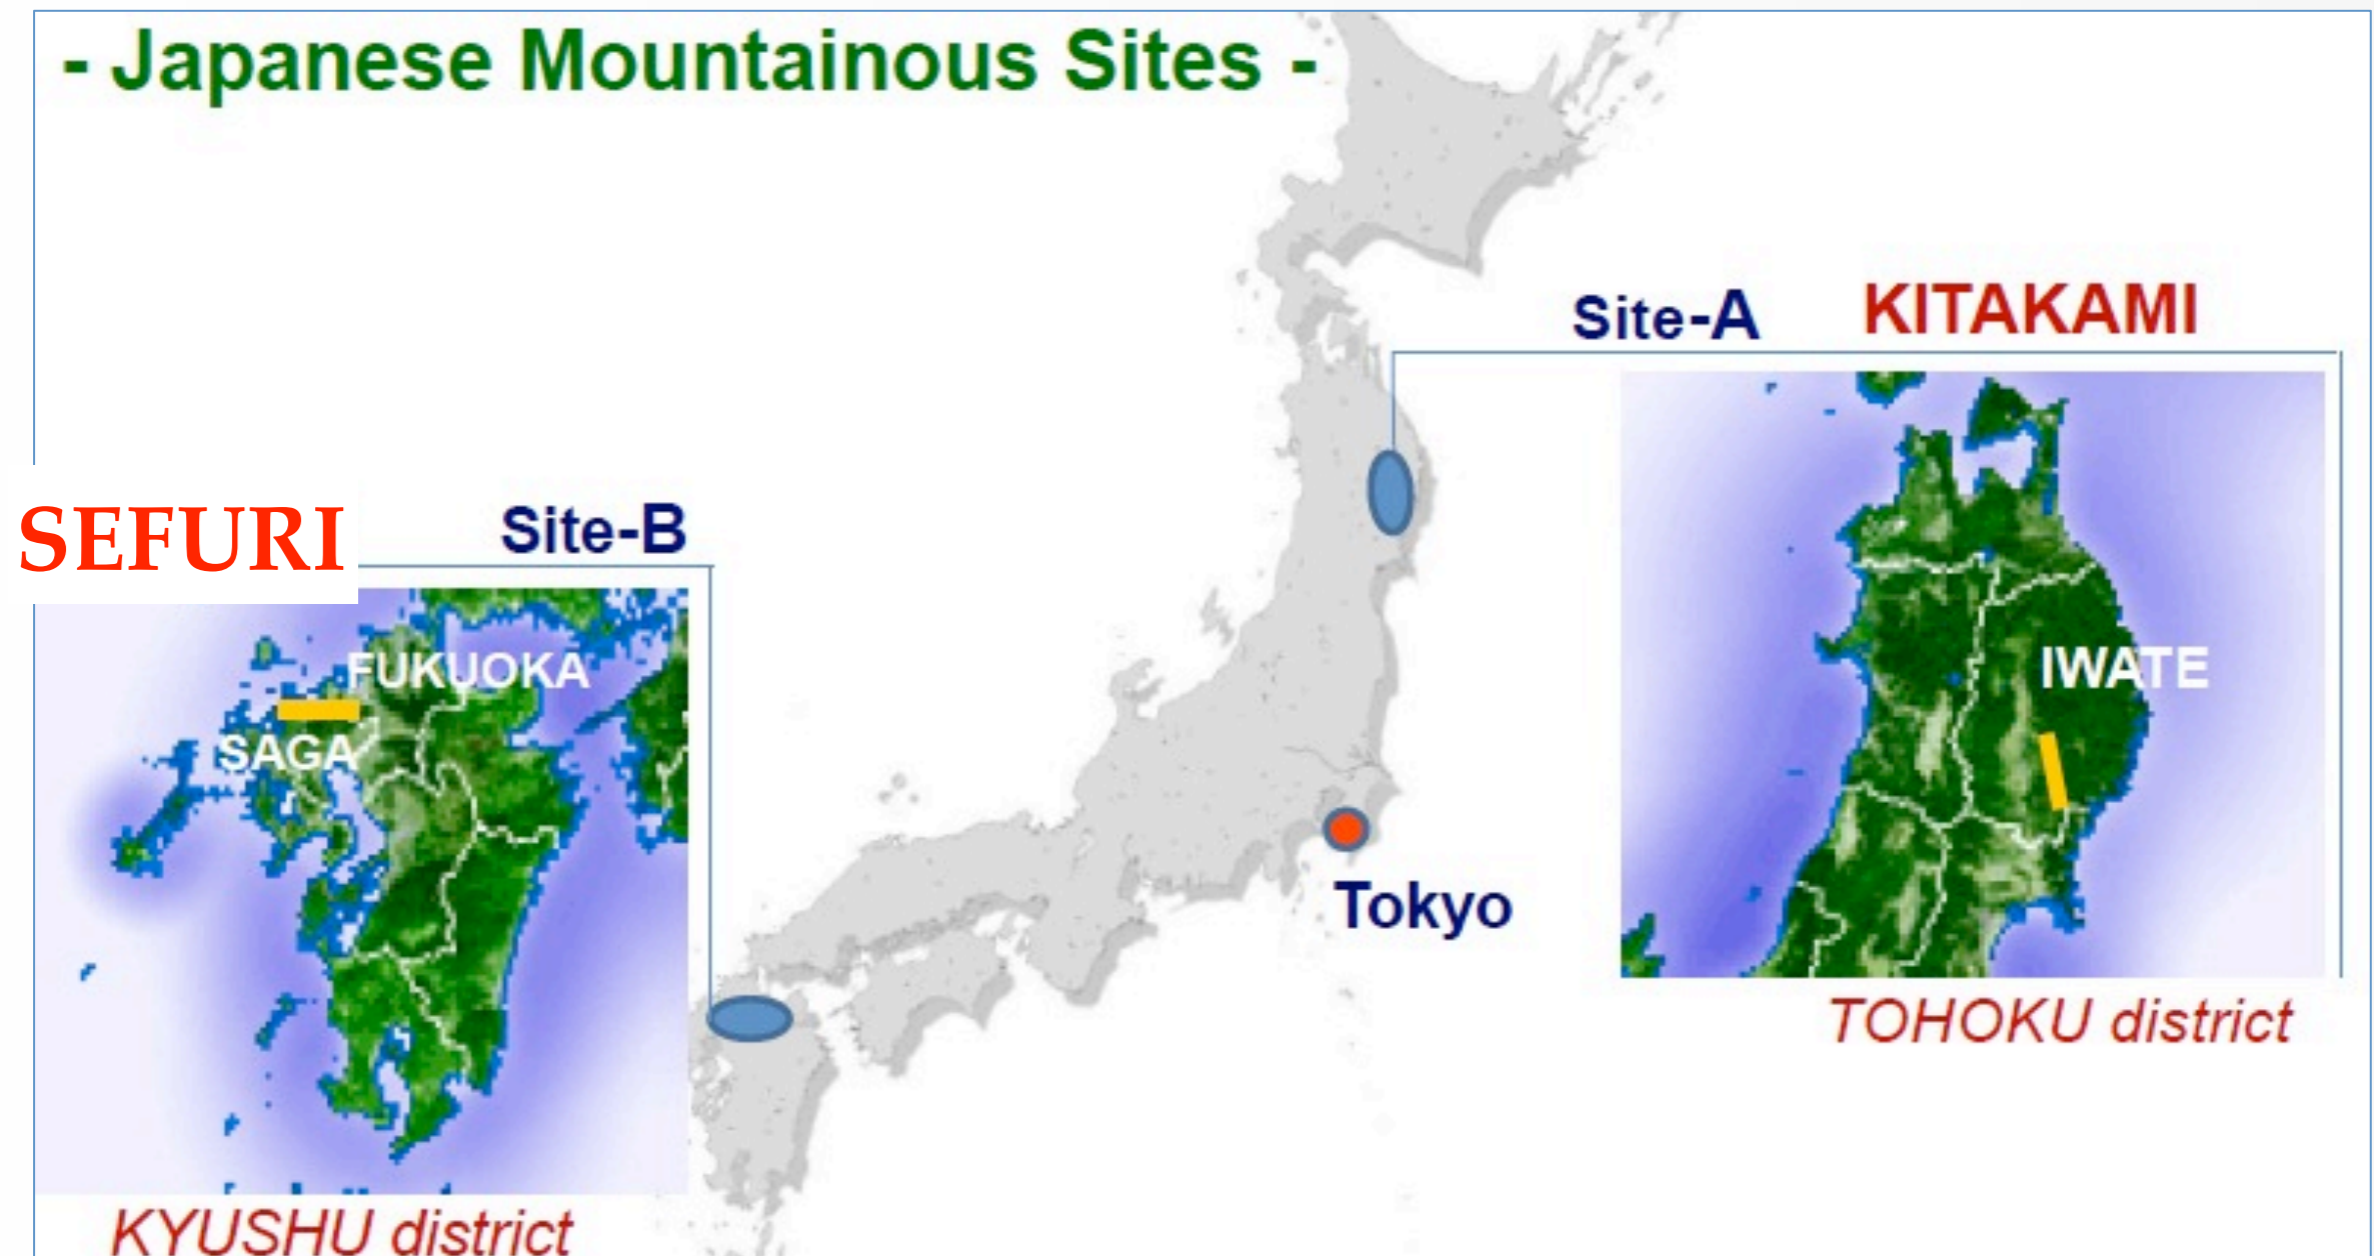 - Japanese Mountainous Sites -
Site-A KITAKAMI
SEFURI
Site-B
FUKUOKA
SAGA
IWATE
Tokyo
TOHOKU district
KYUSHU district